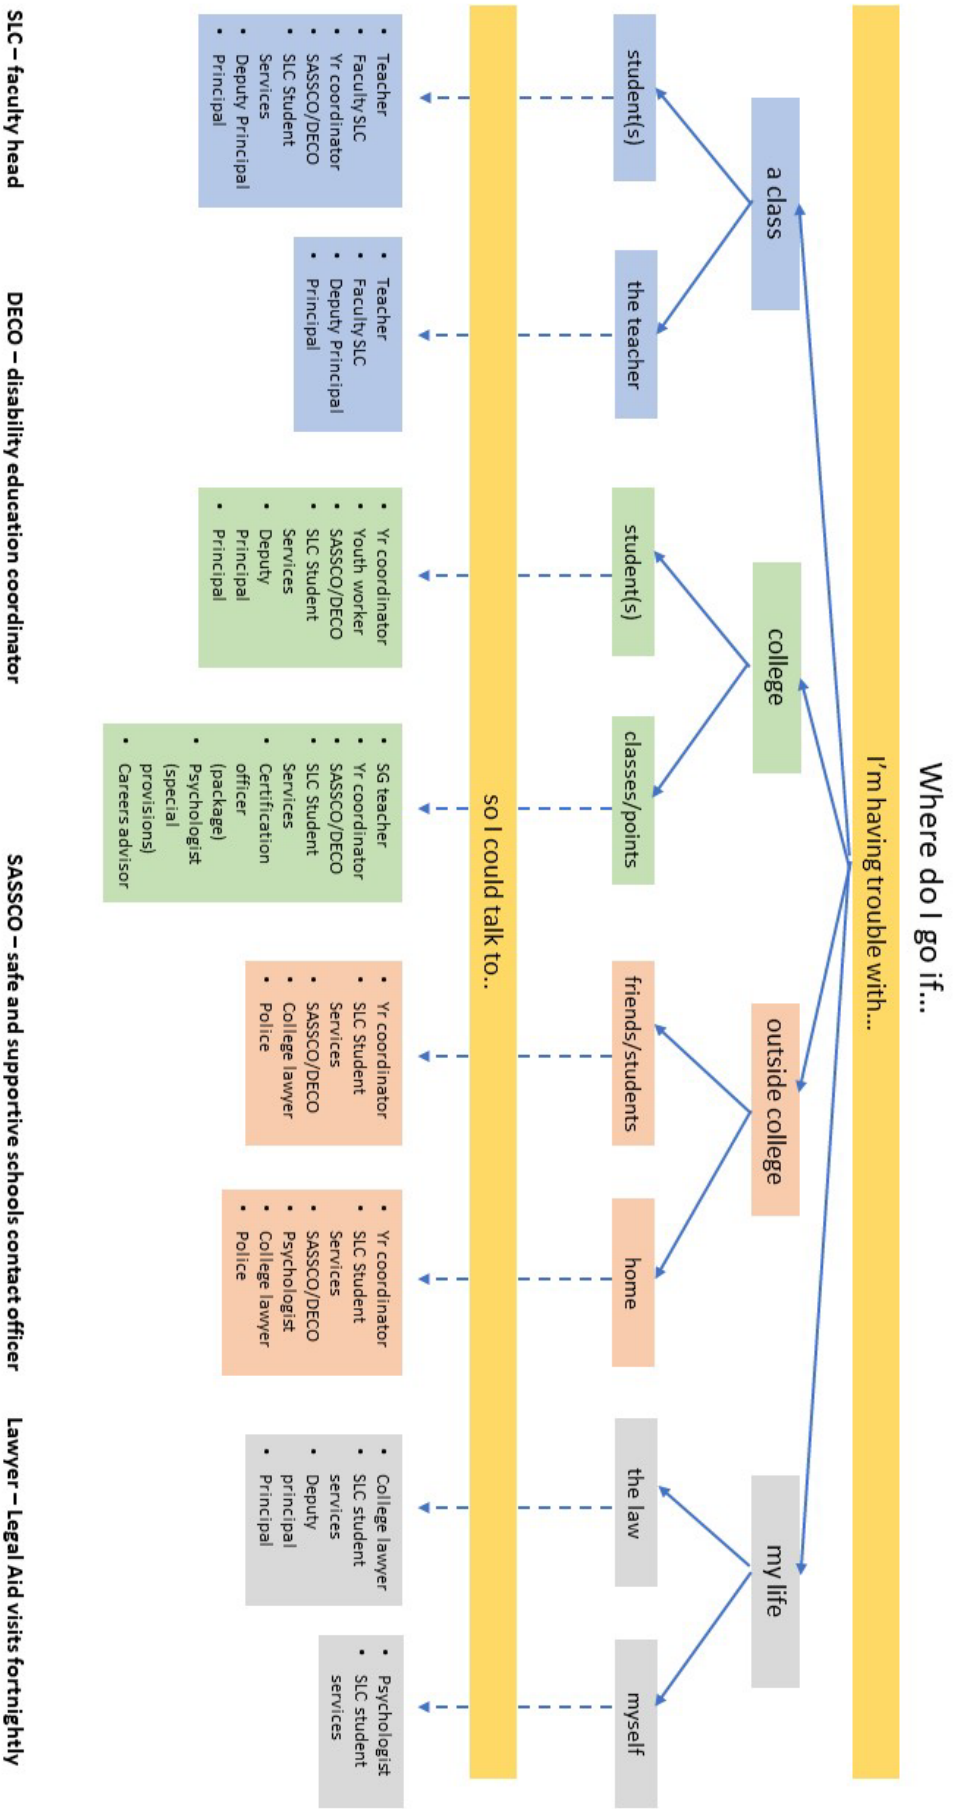 Where do I go if...
I'm having trouble with...
a class
college
outside college
my life
student(s)
the teacher
student(s)
classes/points
friends/students
home
the law
myself
so I could talk to..
• Teacher
• Faculty SLC
• Yr coordinator
• SASSCO/DECO
• SLC Student
Services
• Deputy Principal
• Principal
• Teacher
• Faculty SLC
• Deputy Principal
• Principal
• Yr coordinator
• Youth worker
• SASSCO/DECO
• SLC Student
Services
• Deputy
Principal
• Principal
• SG teacher
• Yr coordinator
• SASSCO/DECO
• SLC Student
Services
• Certification
officer
(package)
• Psychologist
(special
provisions)
• Careers advisor
• Yr coordinator
• SLC Student
Services
• SASSCO/DECO
• College lawyer
• Police
• Yr coordinator
• SLC Student
Services
• SASSCO/DECO
• Psychologist
• College lawyer
• Police
• College lawyer
• SLC student
services
• Deputy
principal
• Principal
• Psychologist
• SLC student
services
SLC – faculty head
DECO – disability education coordinator
SASSCO – safe and supportive schools contact officer
Lawyer – Legal Aid visits fortnightly